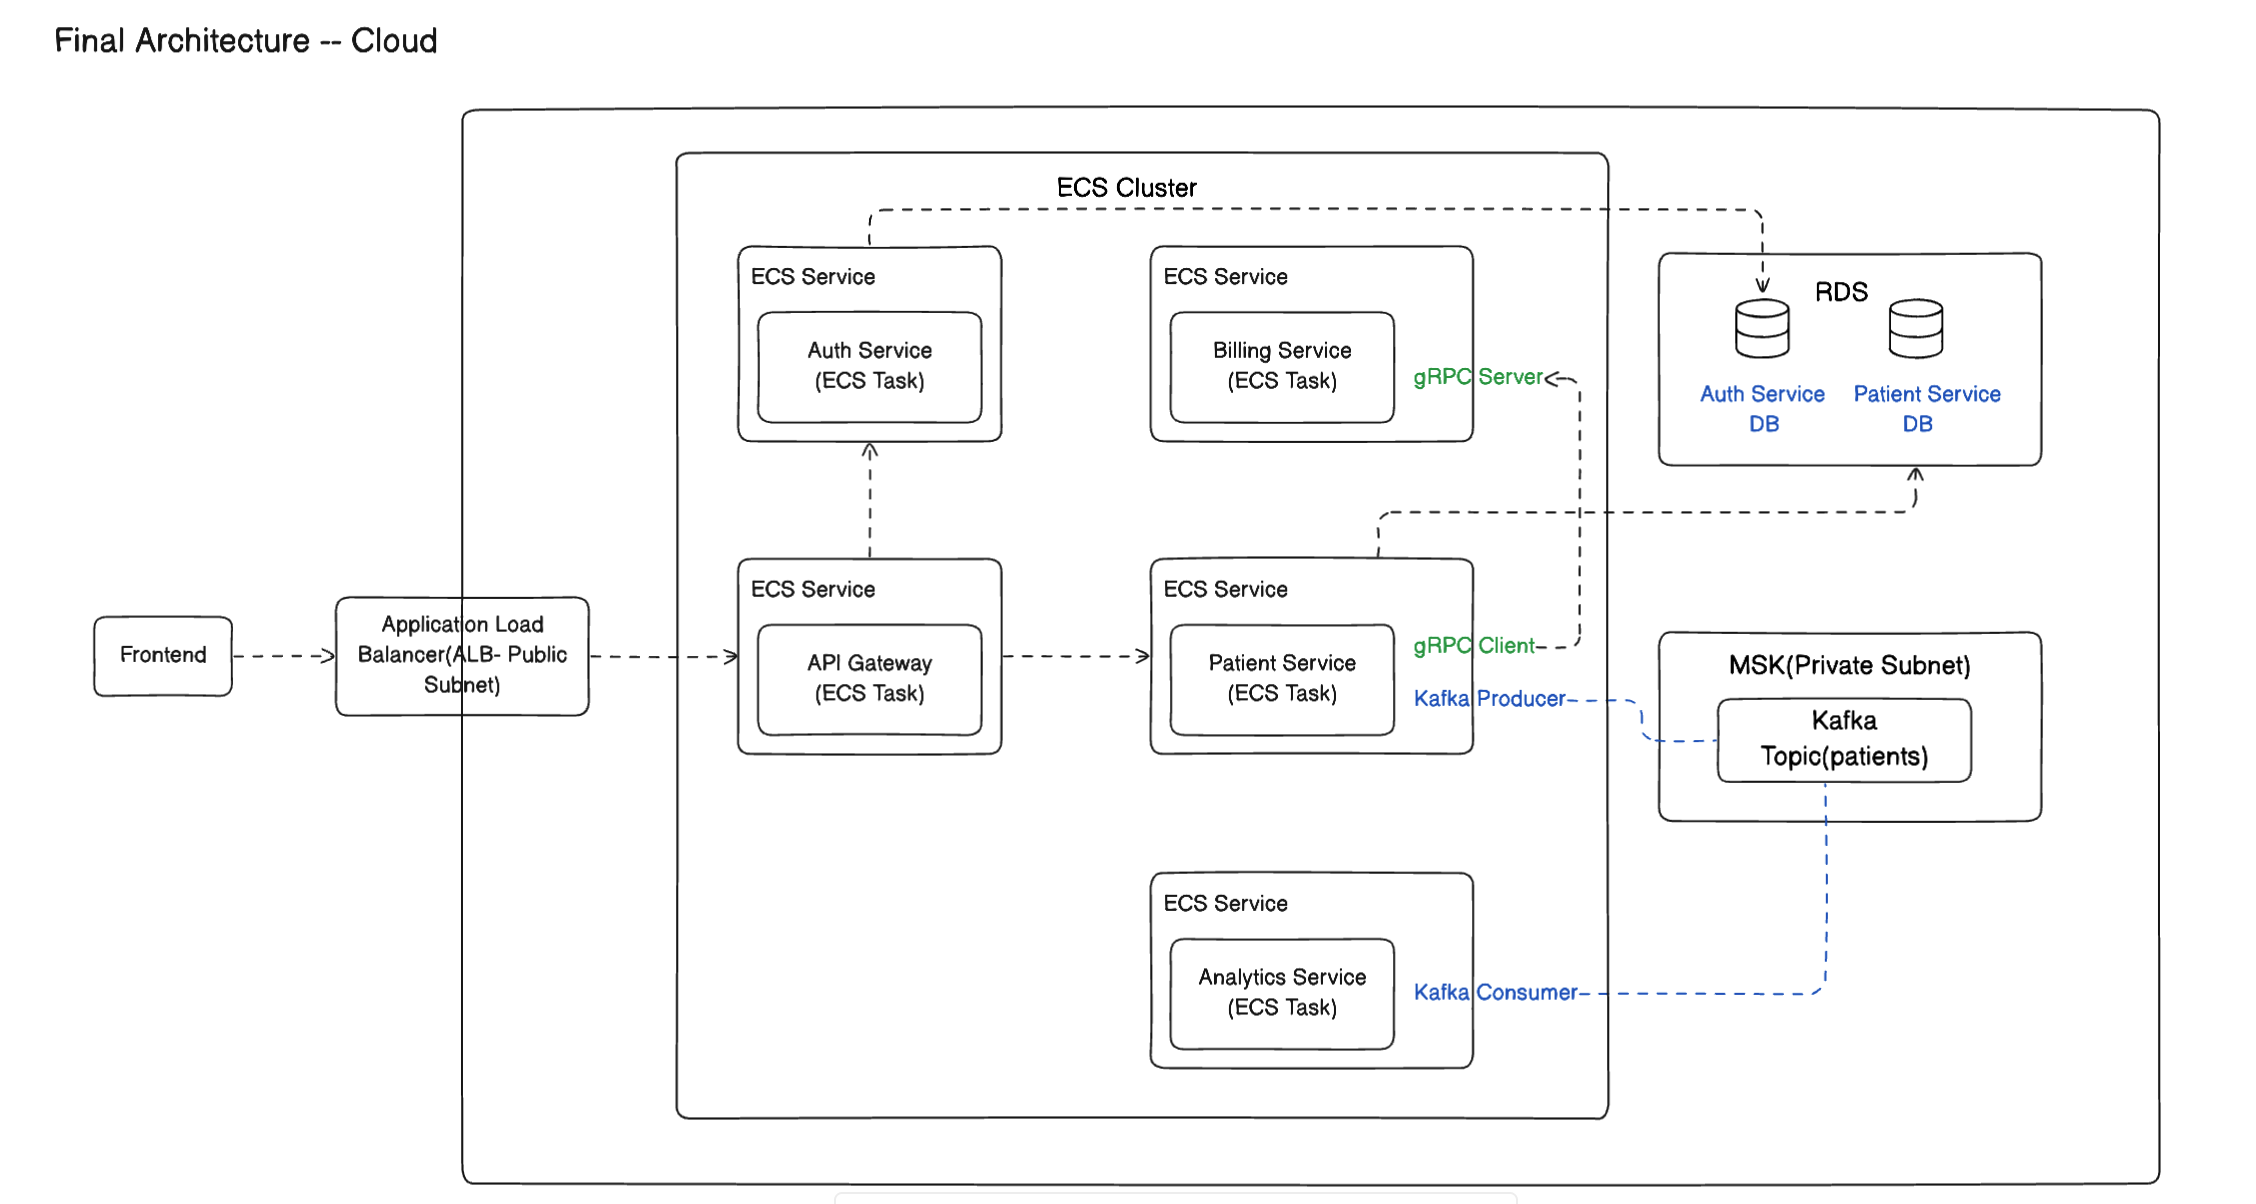 Final Architecture -- Cloud
ECS Cluster
ECS Service
Auth Service
(ECS Task)
ECS Service
Billing Service
(ECS Task)
gRPC Server
RDS
Auth Service
DB
Patient Service
DB
Frontend
Application Load
Balancer(ALB- Public
Subnet)
ECS Service
API Gateway
(ECS Task)
ECS Service
Patient Service
(ECS Task)
gRPC Client
Kafka Producer
MSK(Private Subnet)
Kafka
Topic(patients)
ECS Service
Analytics Service
(ECS Task)
Kafka Consumer